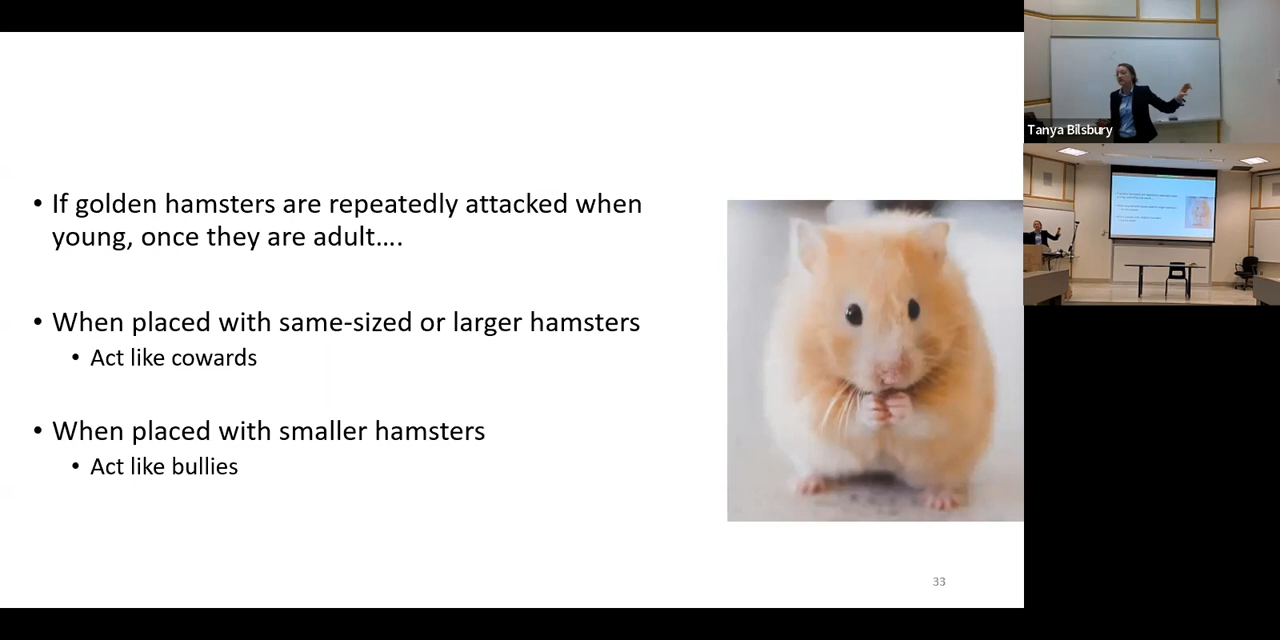 • If golden hamsters are repeatedly attacked when
young, once they are adult….
• When placed with same-sized or larger hamsters
• Act like cowards
• When placed with smaller hamsters
• Act like bullies
33
Tanya Bilsbury